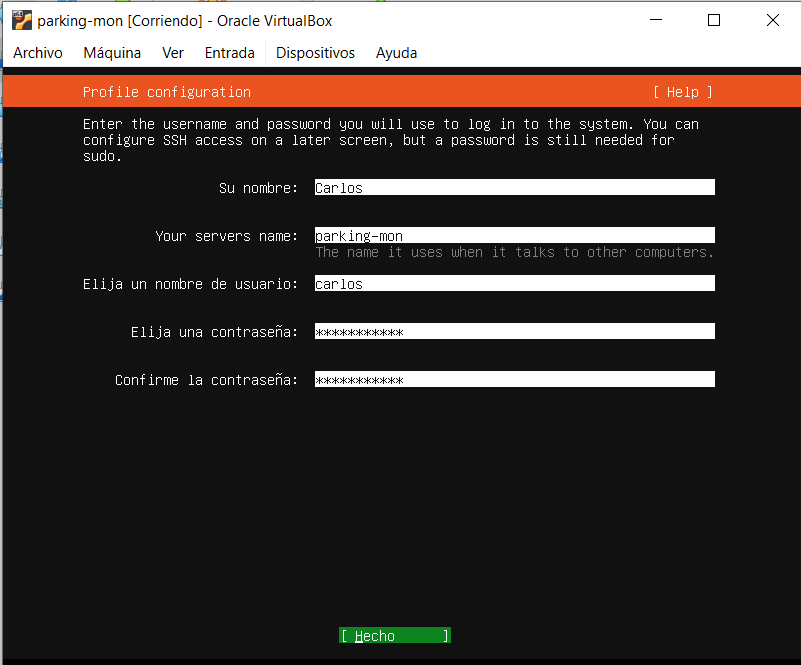 parking-mon [Corriendo] - Oracle VirtualBox
Archivo Máquina Ver Entrada Dispositivos Ayuda
Profile configuration [ Help ]
Enter the username and password you will use to log in to the system. You can
configure SSH access on a later screen, but a password is still needed for
sudo.
Su nombre: Carlos
Your servers name: parking-mon
The name it uses when it talks to other computers.
Elija un nombre de usuario: carlos
Elija una contraseña: ***********
Confirme la contraseña: ***********
[ Hecho ]